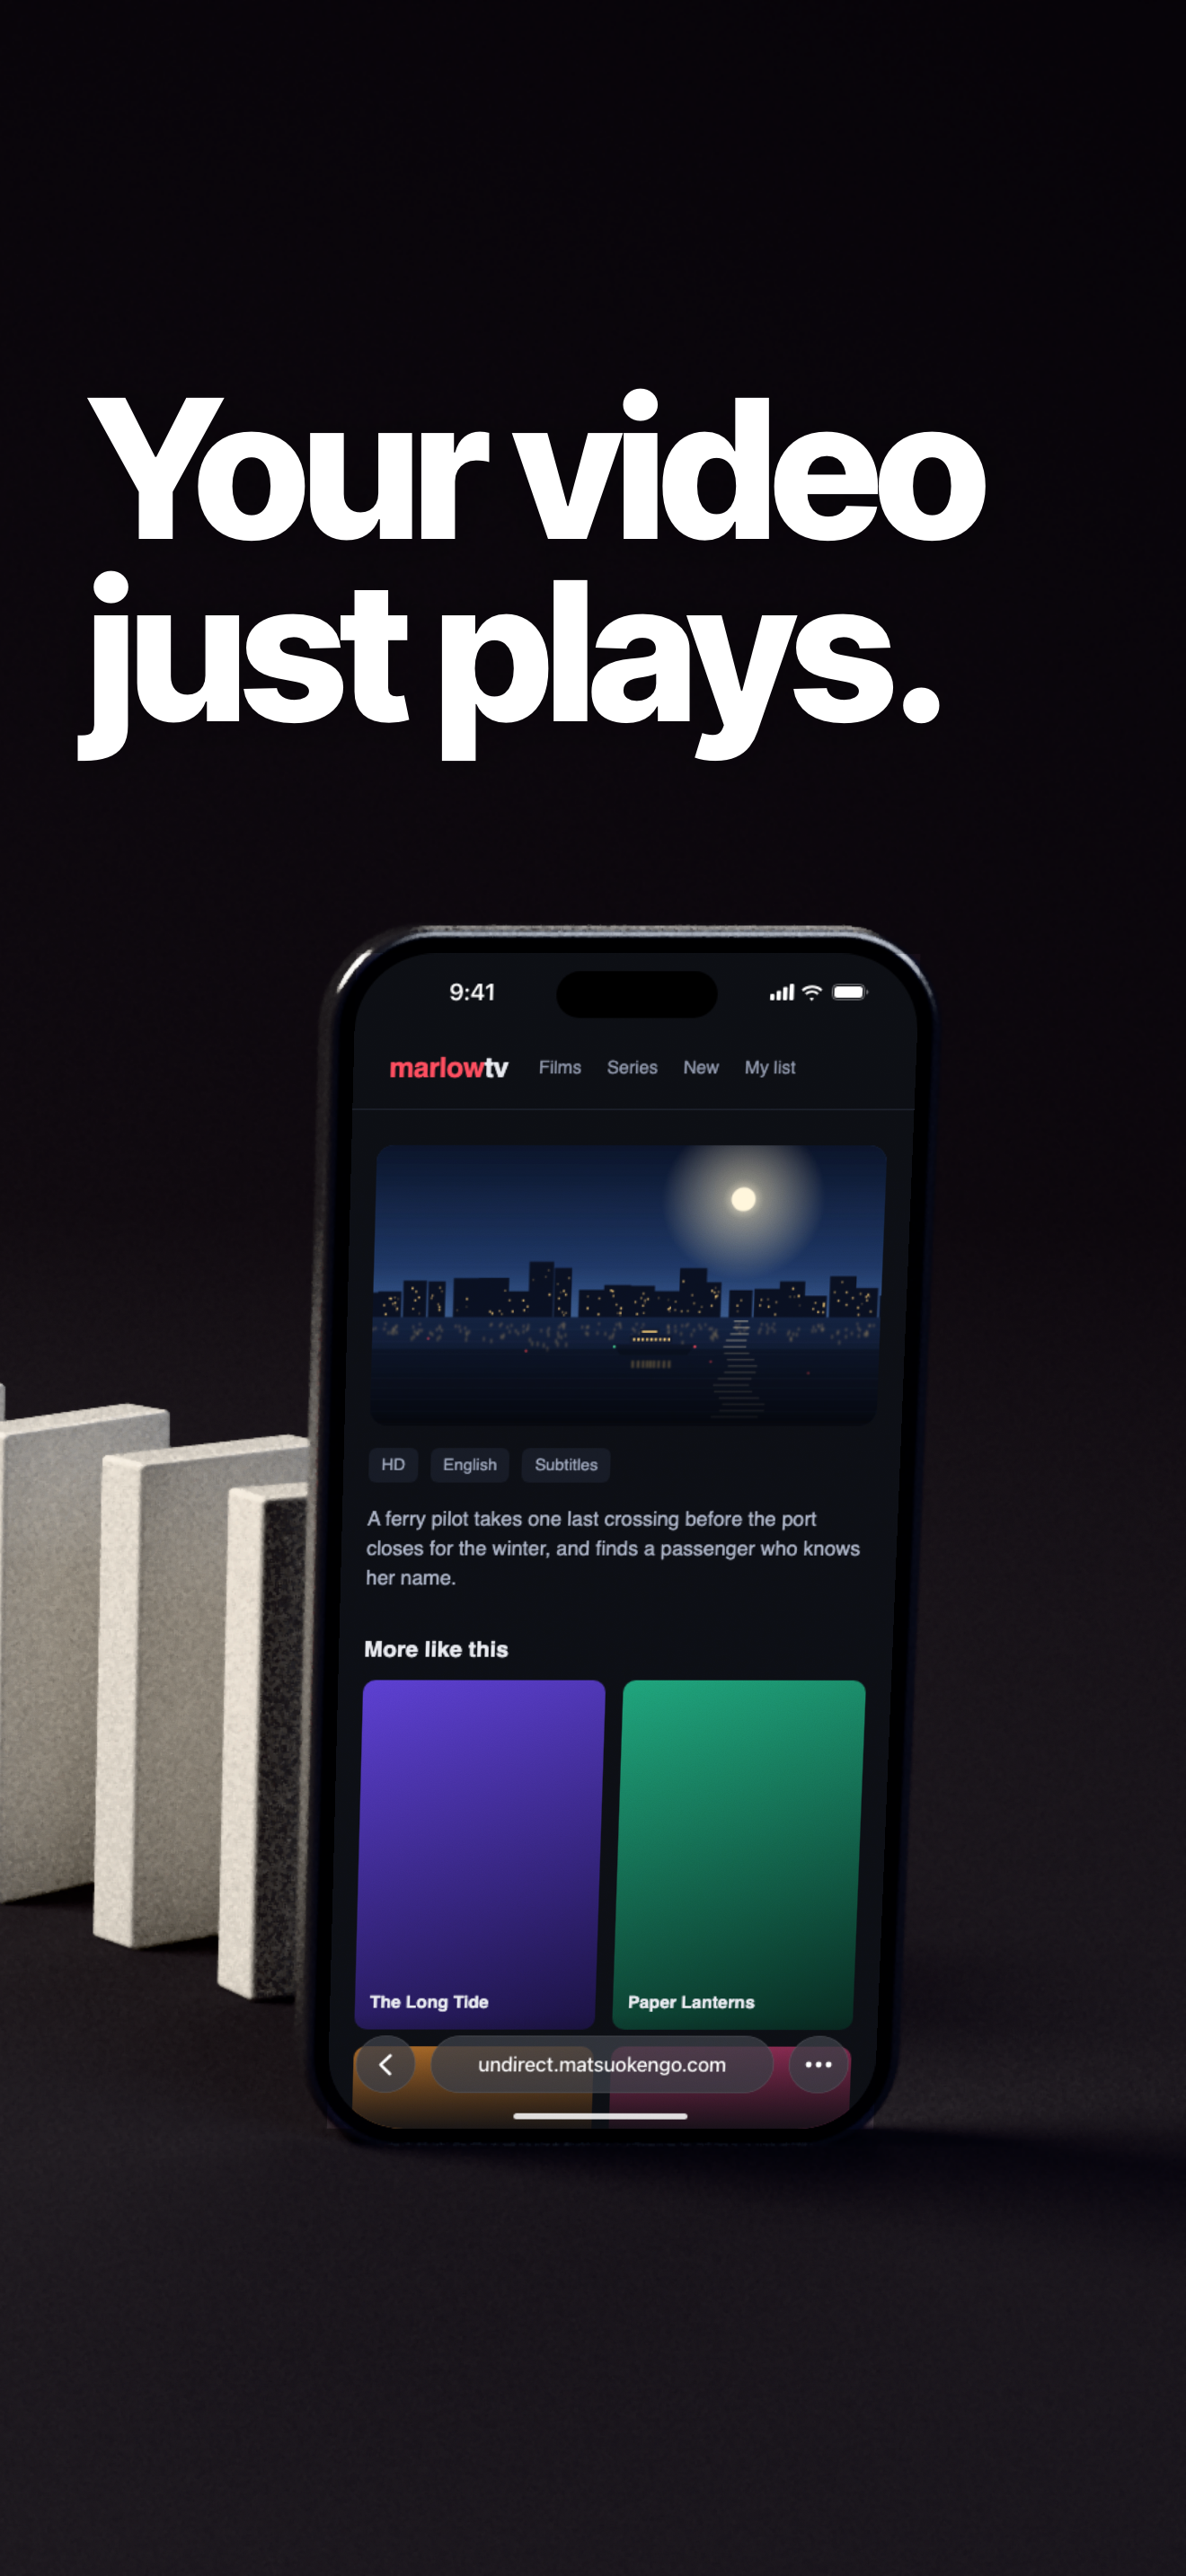 Your video
just plays.
9:41
marlowtv Films Series New My list
HD English Subtitles
A ferry pilot takes one last crossing before the port
closes for the winter, and finds a passenger who knows
her name.
More like this
The Long Tide Paper Lanterns
undirect.matsuokengo.com